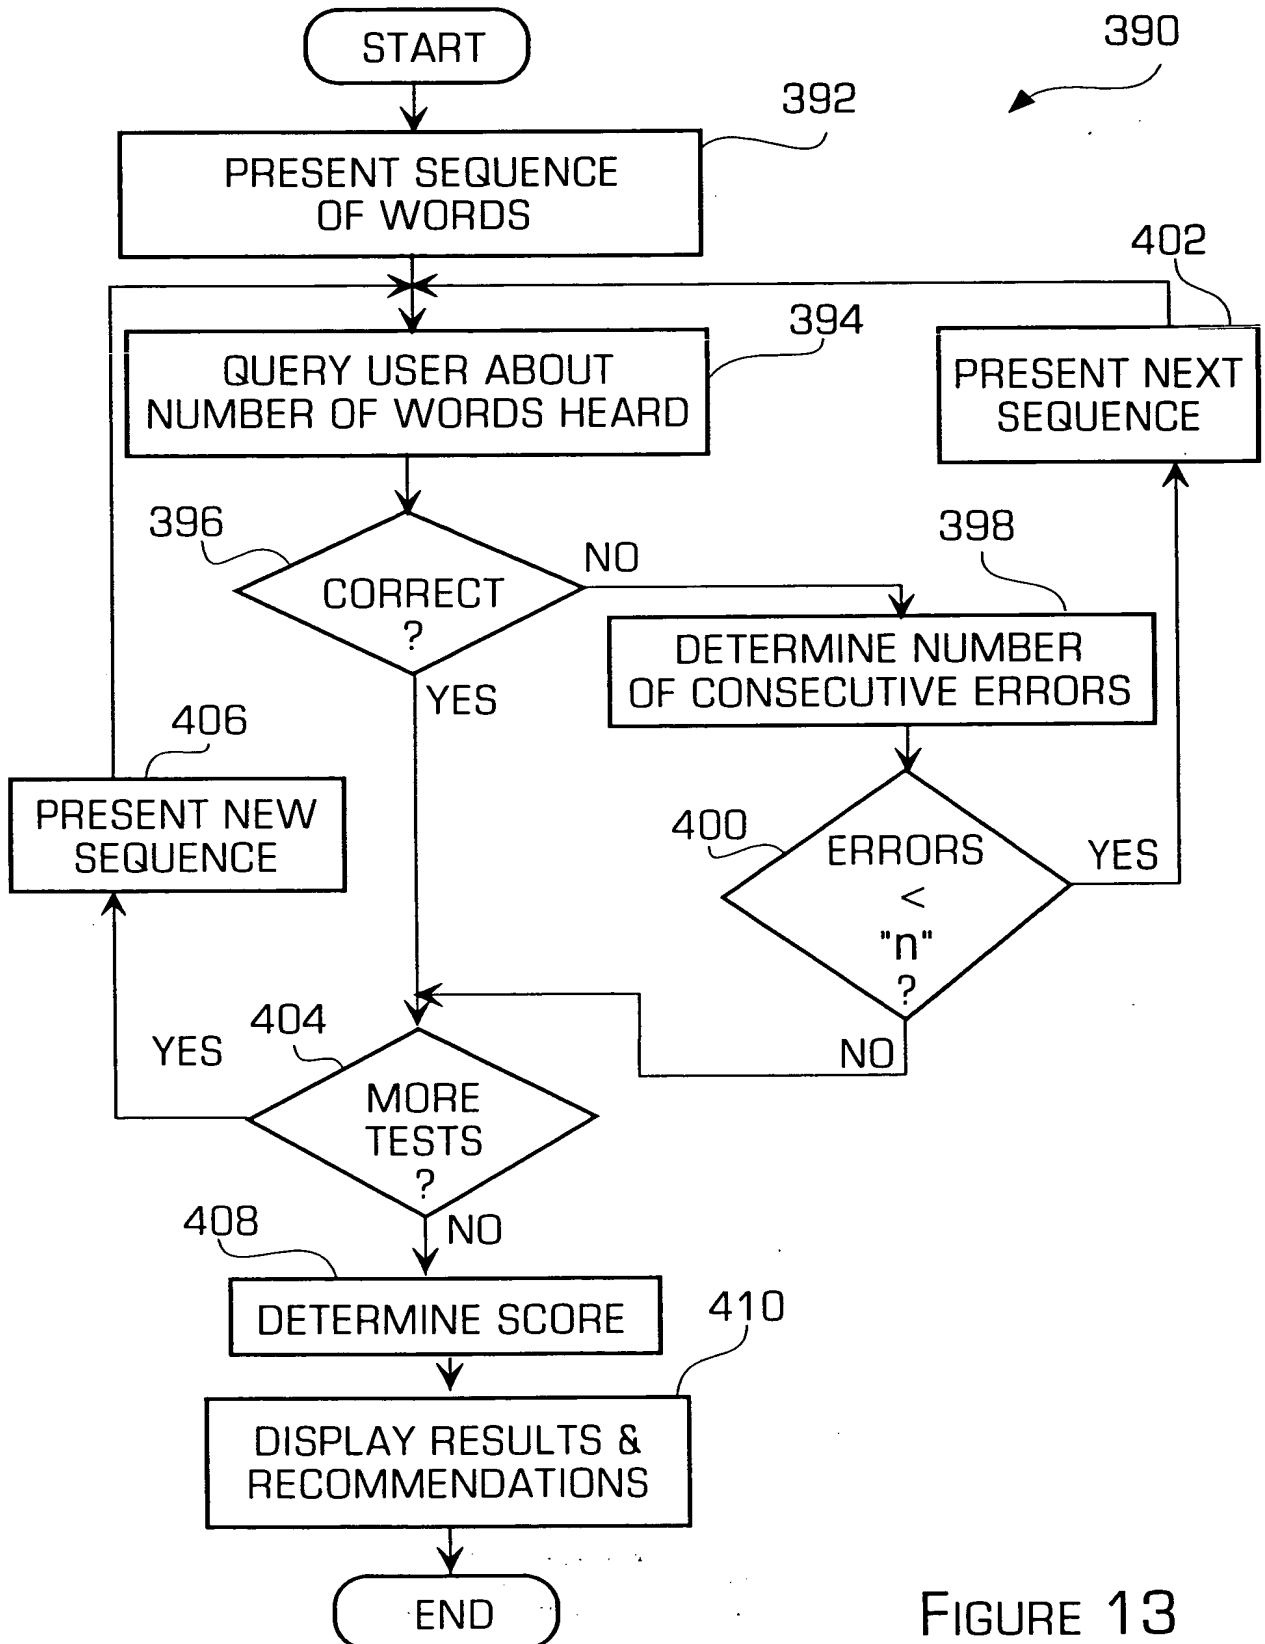 390
START
392
PRESENT SEQUENCE
OF WORDS
402
394
QUERY USER ABOUT
NUMBER OF WORDS HEARD
PRESENT NEXT
SEQUENCE
396
CORRECT
?
NO
YES
398
DETERMINE NUMBER
OF CONSECUTIVE ERRORS
406
PRESENT NEW
SEQUENCE
400
ERRORS
<
"n"
?
YES
NO
404
YES
MORE
TESTS
?
NO
408
DETERMINE SCORE
410
DISPLAY RESULTS &
RECOMMENDATIONS
END
FIGURE 13